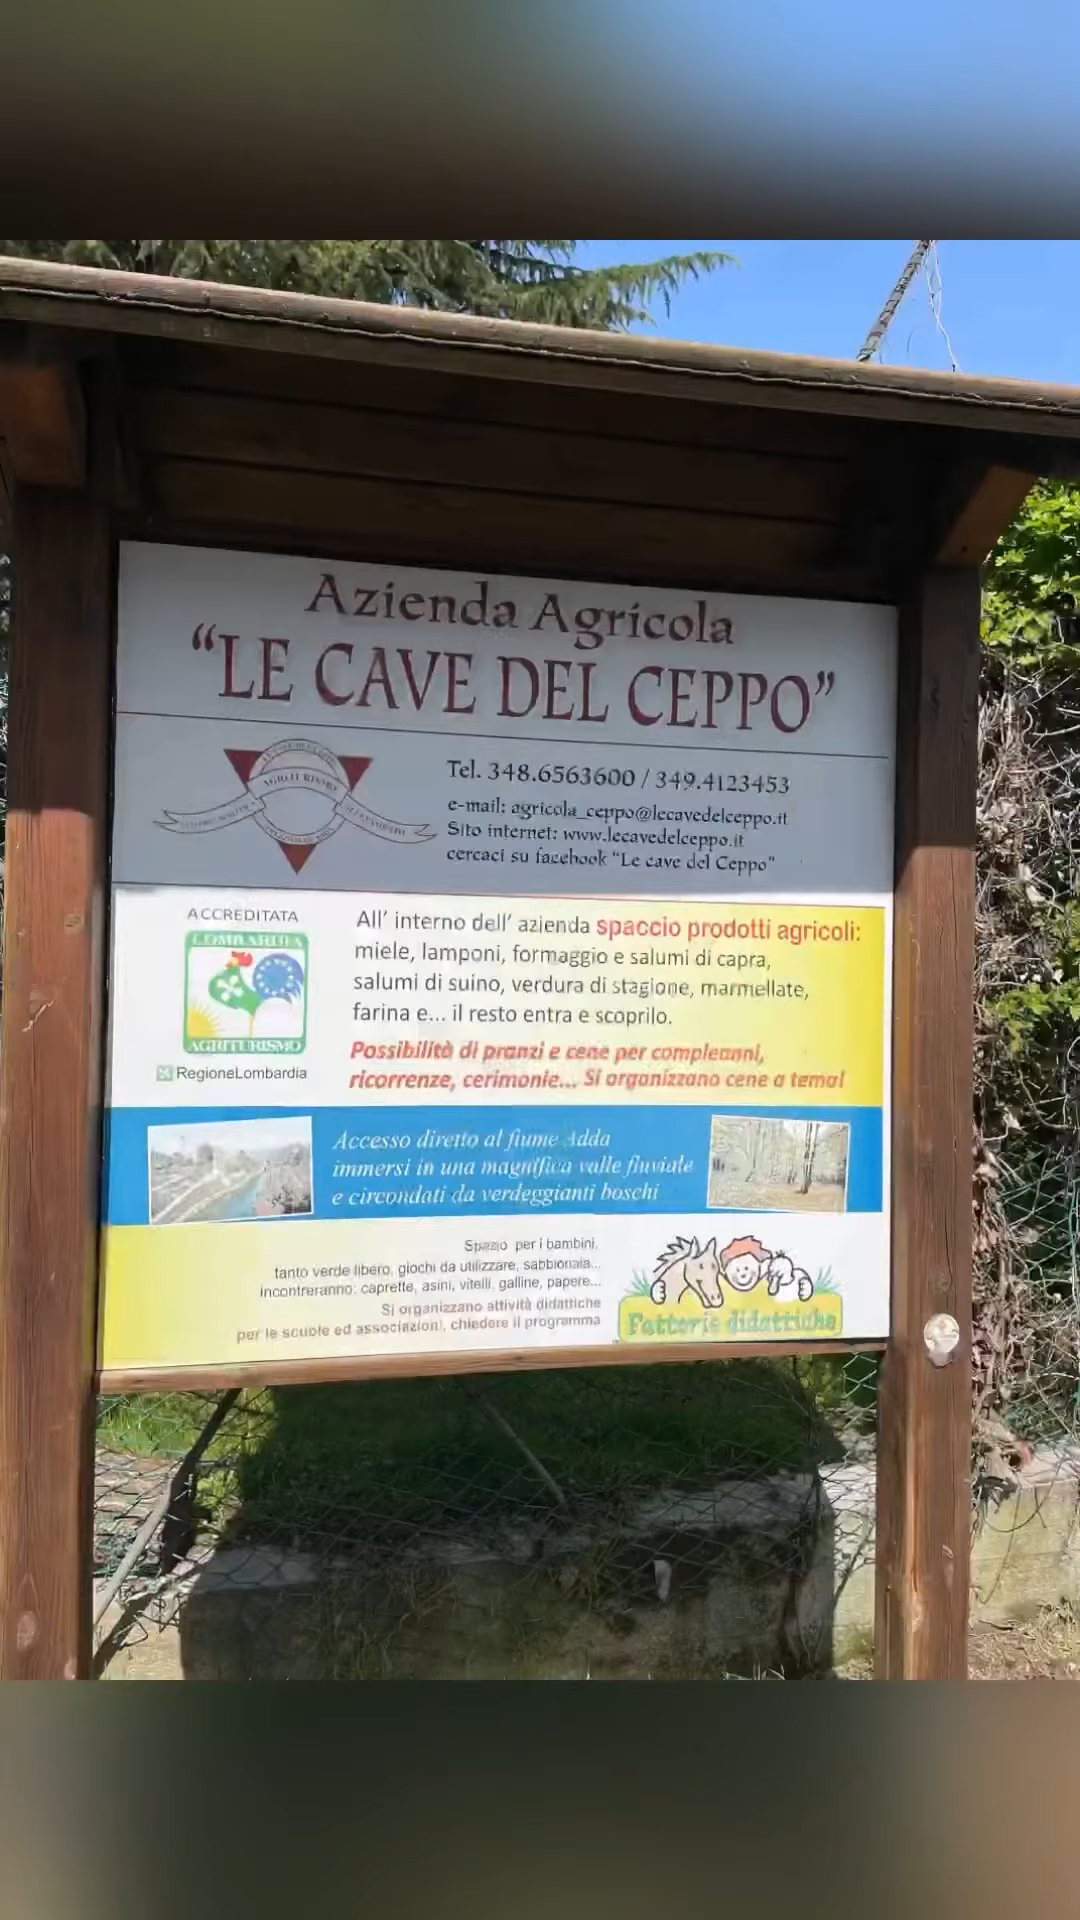 Azienda Agricola
“LE CAVE DEL CEPPO”
AGRITURISMO
Tel. 348.6563600 / 349.4123453
e-mail: agricola_ceppo@lecavedelceppo.it
Sito internet: www.lecavedelceppo.it
cercaci su facebook "Le cave del Ceppo"
ACCREDITATA
LOMBARDIA
AGRITURISMO
RegioneLombardia
All' interno dell' azienda spaccio prodotti agricoli:
miele, lamponi, formaggio e salumi di capra,
salumi di suino, verdura di stagione, marmellate,
farina e... il resto entra e scoprilo.
Possibilità di pranzi e cene per compleanni,
ricorrenze, cerimonie... Si organizzano cene a tema!
Accesso diretto al fiume Adda
immersi in una magnifica valle fluviale
e circondati da verdeggianti boschi
Spazio per i bambini,
tanto verde libero, giochi da utilizzare, sabbionaia...
incontreranno: caprette, asini, vitelli, galline, papere...
Si organizzano attività didattiche
per le scuole ed associazioni, chiedere il programma
Fattorie didattiche